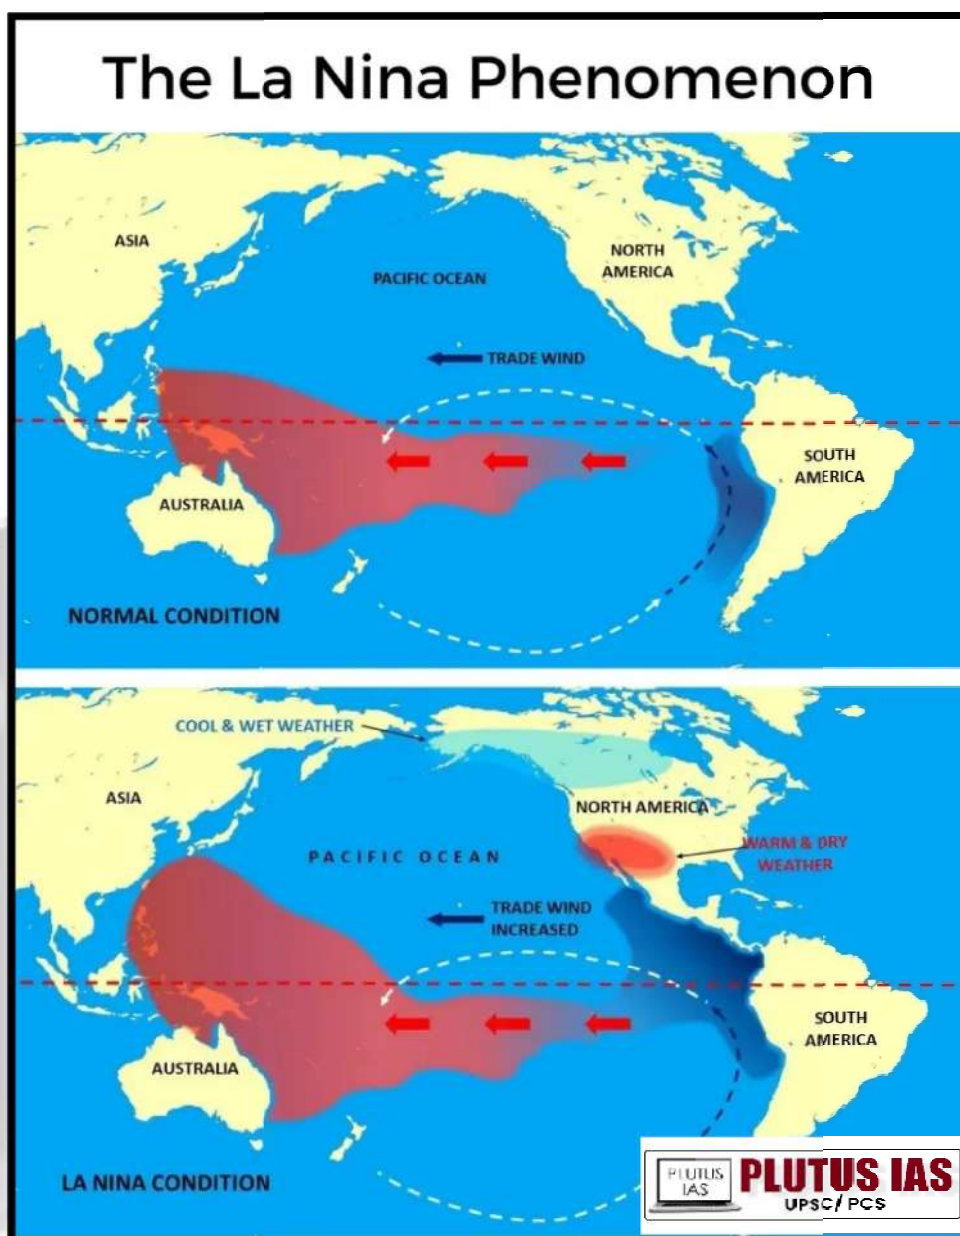 The La Nina Phenomenon
ASIA
NORTH
AMERICA
PACIFIC OCEAN
TRADE WIND
SOUTH
AMERICA
AUSTRALIA
NORMAL CONDITION
COOL & WET WEATHER
ASIA
NORTH AMERICA
WARM & DRY
WEATHER
PACIFIC OCEAN
TRADE WIND
INCREASED
SOUTH
AMERICA
AUSTRALIA
LA NINA CONDITION
PLUTUS
IAS
PLUTUS IAS
UPSC/ PCS